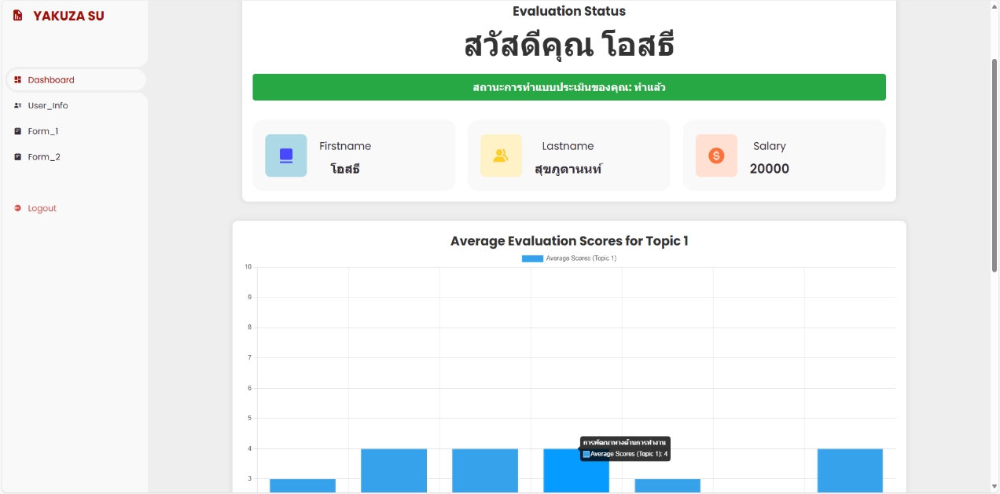 YAKUZA SU
Dashboard
User_Info
Form_1
Form_2
Logout
Evaluation Status
สวัสดีคุณ โอสธี
สถานะการทำแบบประเมินของคุณ: ทำแล้ว
Firstname
โอสธี
Lastname
สุขภูตานนท์
Salary
20000
Average Evaluation Scores for Topic 1
Average Scores (Topic 1)
10
9
8
7
6
5
4
3
การพัฒนาทางด้านการทำงาน
Average Scores (Topic 1): 4